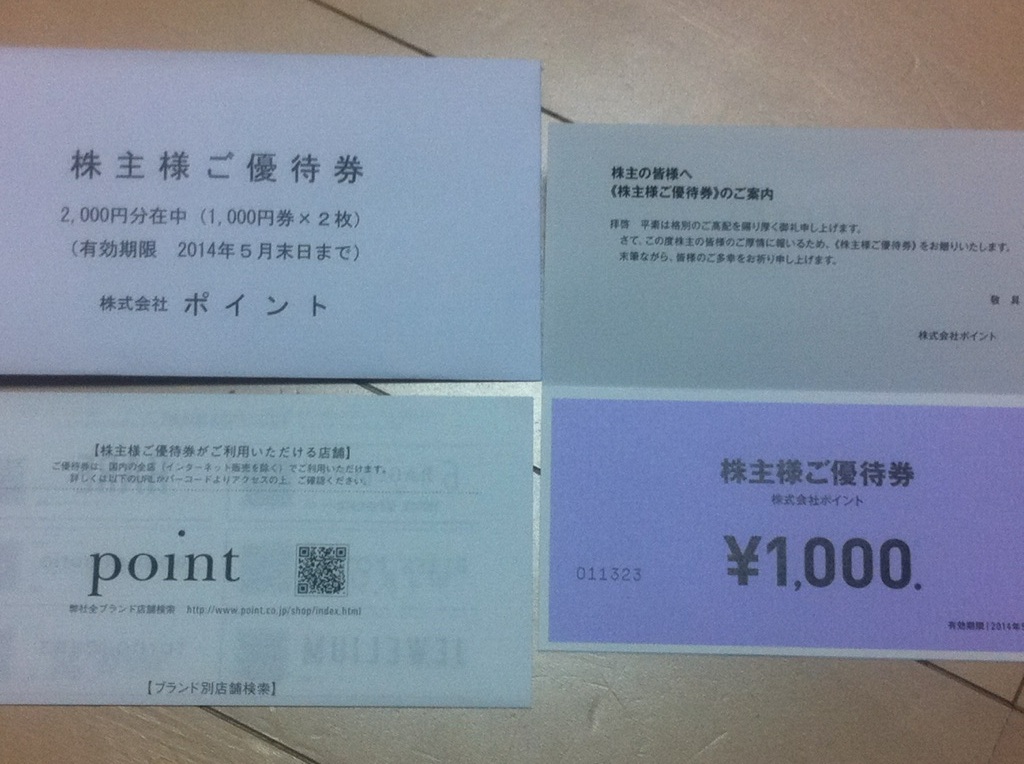 株主様ご優待券
2,000円分在中（1,000円券×２枚）
（有効期限　2014年５月末日まで）
株式会社 ポイント
株主の皆様へ
《株主様ご優待券》のご案内
拝啓　平素は格別のご高配を賜り厚く御礼申し上げます。
さて、この度株主の皆様のご厚情に報いるため、《株主様ご優待券》をお贈りいたします。
末筆ながら、皆様のご多幸をお祈り申し上げます。
敬 具
株式会社ポイント
【株主様ご優待券がご利用いただける店舗】
ご優待券は、国内の全店（インターネット販売を除く）でご利用いただけます。
詳しくは以下のURLかバーコードよりアクセスの上、ご確認ください。
point
弊社全ブランド店舗検索　http://www.point.co.jp/shop/index.html
【ブランド別店舗検索】
株主様ご優待券
株式会社ポイント
¥1,000.
011323
有効期限|2014年